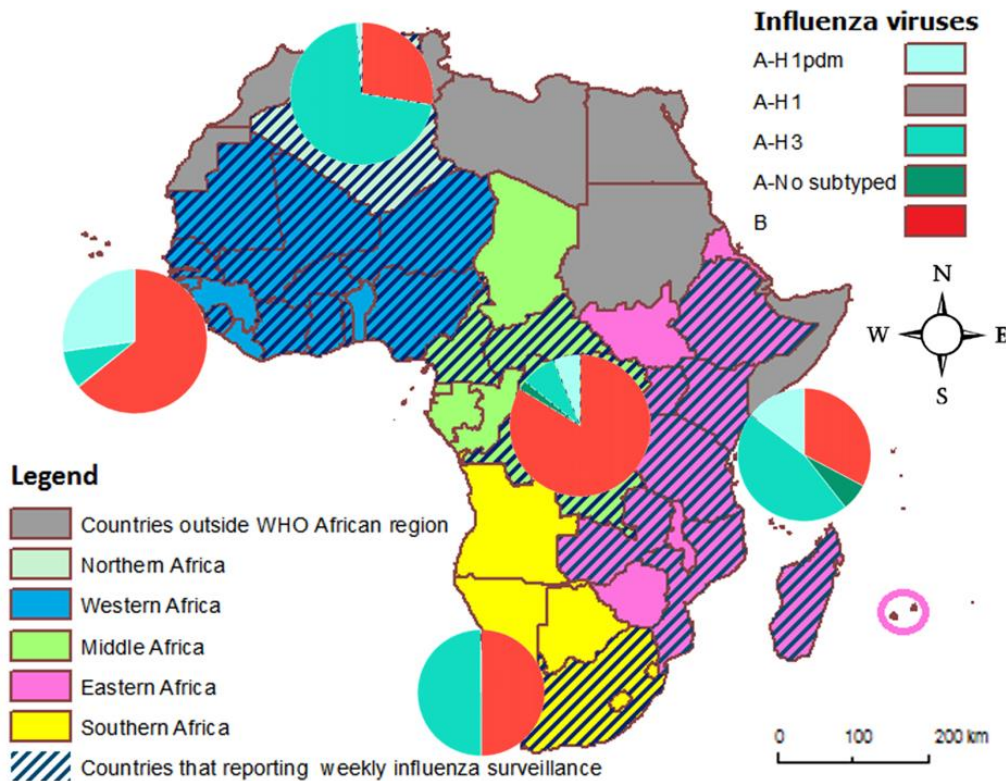 Influenza viruses
A-H1pdm
A-H1
A-H3
A-No subtyped
B
N
W
E
S
Legend
Countries outside WHO African region
Northern Africa
Western Africa
Middle Africa
Eastern Africa
Southern Africa
Countries that reporting weekly influenza surveillance
0 100 200 km